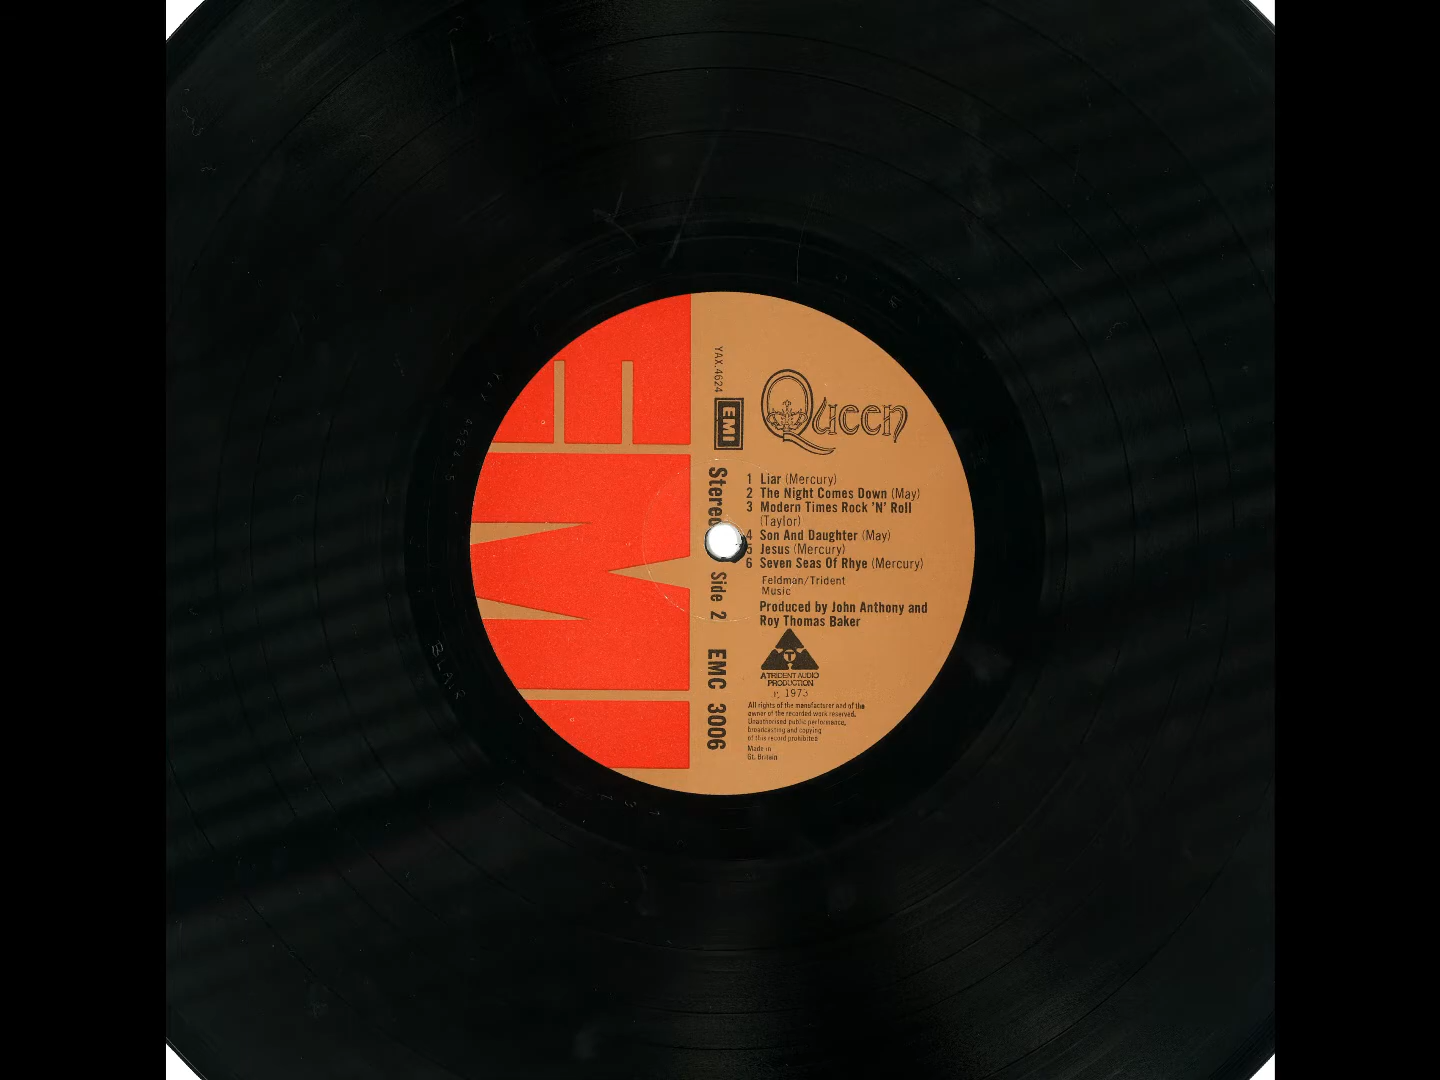 YAX.4624
EMI
Queen
Stereo Side 2 EMC 3006
1 Liar (Mercury)
2 The Night Comes Down (May)
3 Modern Times Rock 'N' Roll
(Taylor)
4 Son And Daughter (May)
5 Jesus (Mercury)
6 Seven Seas Of Rhye (Mercury)
Feldman/Trident
Music
Produced by John Anthony and
Roy Thomas Baker
T
A TRIDENT AUDIO
PRODUCTION
P. 1973
All rights of the manufacturer and of the
owner of the recorded work reserved.
Unauthorised public performance,
broadcasting and copying
of this record prohibited
Made in
Gt. Britain
EMI